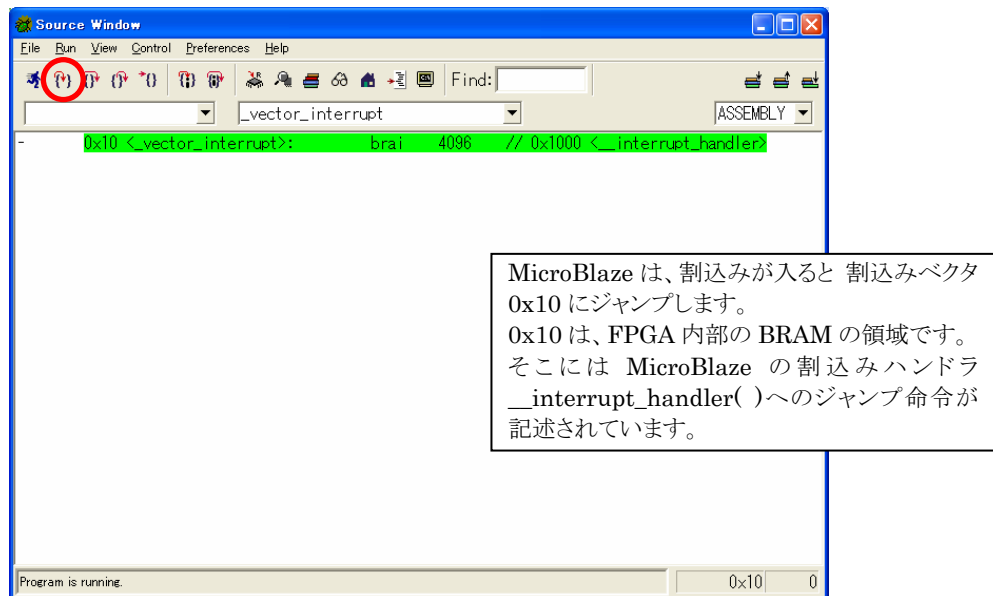 Source Window
File Run View Control Preferences Help
Find:
_vector_interrupt ASSEMBLY
- 0x10 <_vector_interrupt>: brai 4096 // 0x1000 <__interrupt_handler>
MicroBlaze は、割込みが入ると 割込みベクタ
0x10 にジャンプします。
0x10 は、FPGA 内部の BRAM の領域です。
そこには MicroBlaze の割込みハンドラ
__interrupt_handler( )へのジャンプ命令が
記述されています。
Program is running. 0x10 0